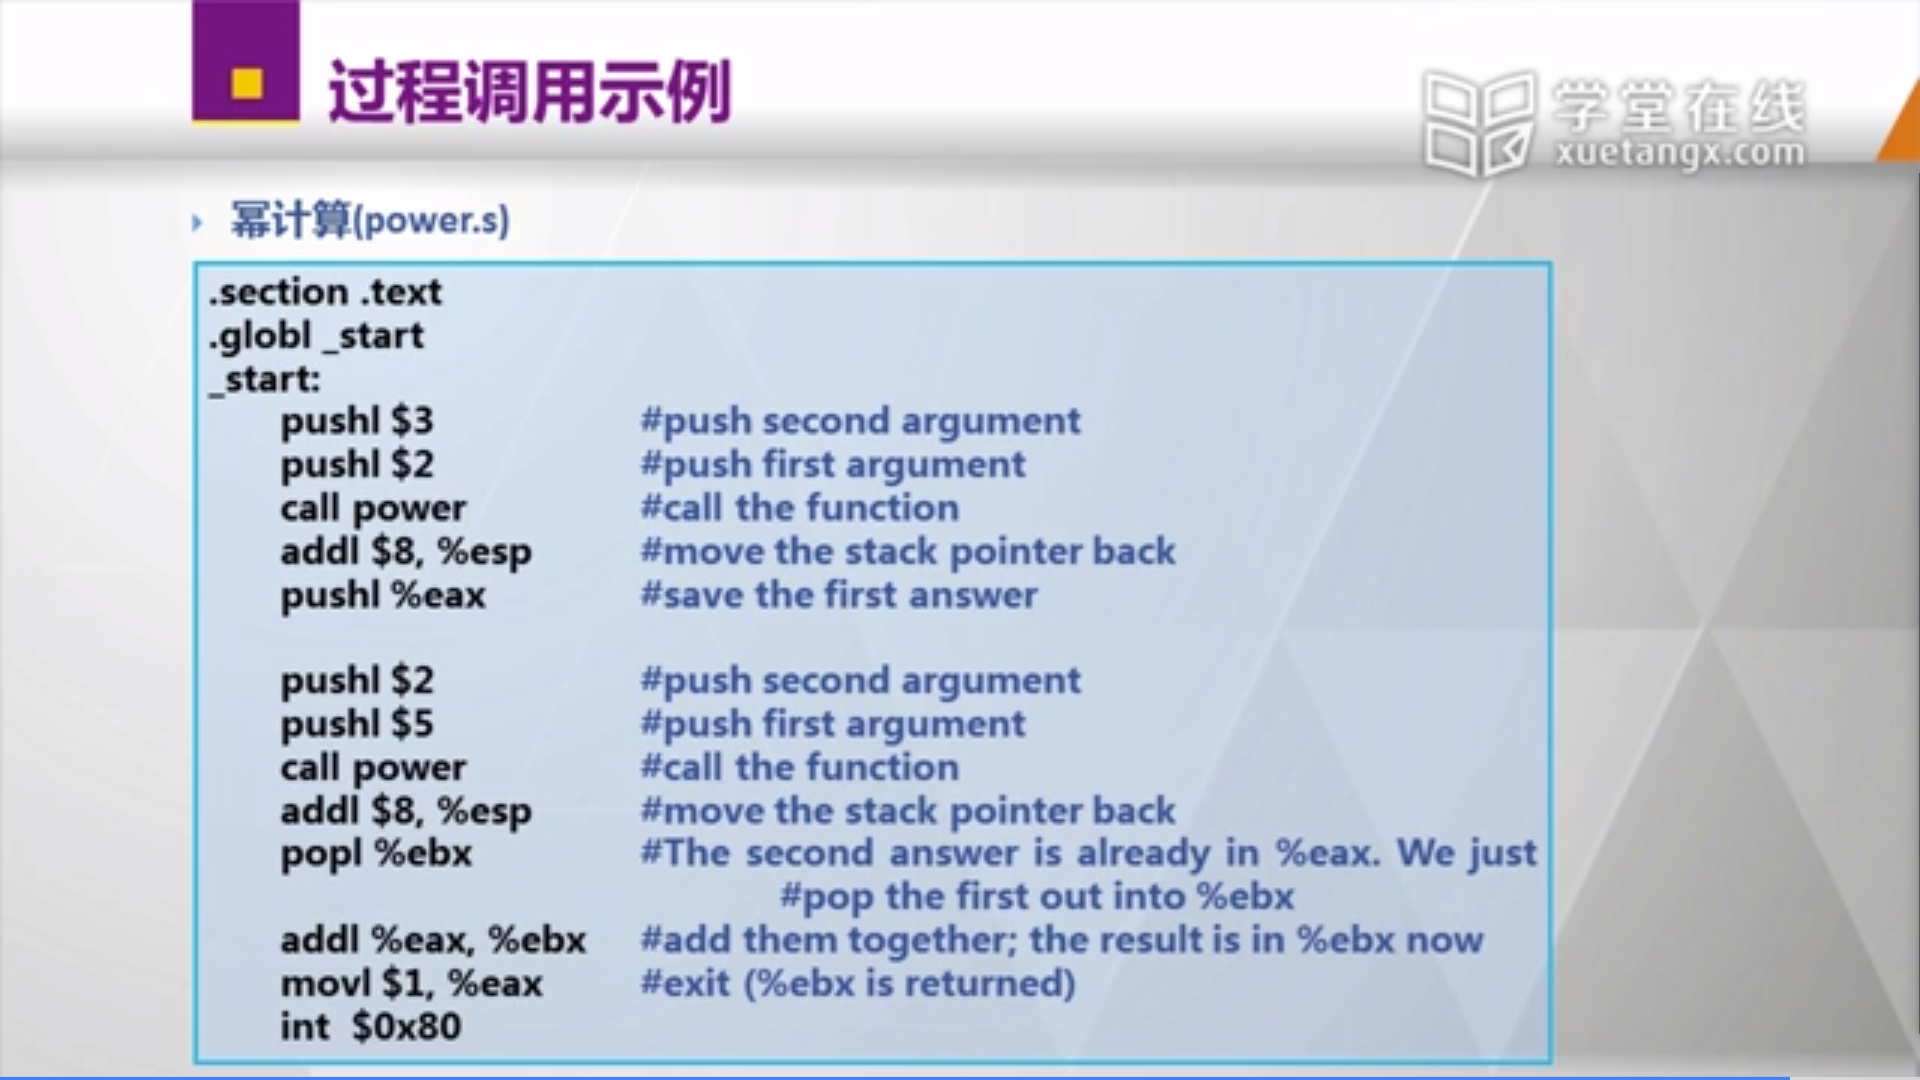 过程调用示例
学堂在线
xuetangx.com
幂计算(power.s)
.section .text
.globl _start
_start:
pushl $3 #push second argument
pushl $2 #push first argument
call power #call the function
addl $8, %esp #move the stack pointer back
pushl %eax #save the first answer
pushl $2 #push second argument
pushl $5 #push first argument
call power #call the function
addl $8, %esp #move the stack pointer back
popl %ebx #The second answer is already in %eax. We just
#pop the first out into %ebx
addl %eax, %ebx #add them together; the result is in %ebx now
movl $1, %eax #exit (%ebx is returned)
int $0x80